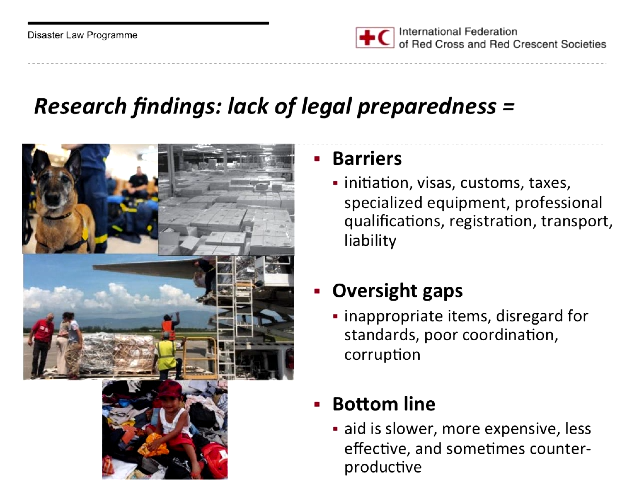 Disaster Law Programme
International Federation
of Red Cross and Red Crescent Societies
Research findings: lack of legal preparedness =
▪ Barriers
▪ initiation, visas, customs, taxes,
specialized equipment, professional
qualifications, registration, transport,
liability
▪ Oversight gaps
▪ inappropriate items, disregard for
standards, poor coordination,
corruption
▪ Bottom line
▪ aid is slower, more expensive, less
effective, and sometimes counter-
productive